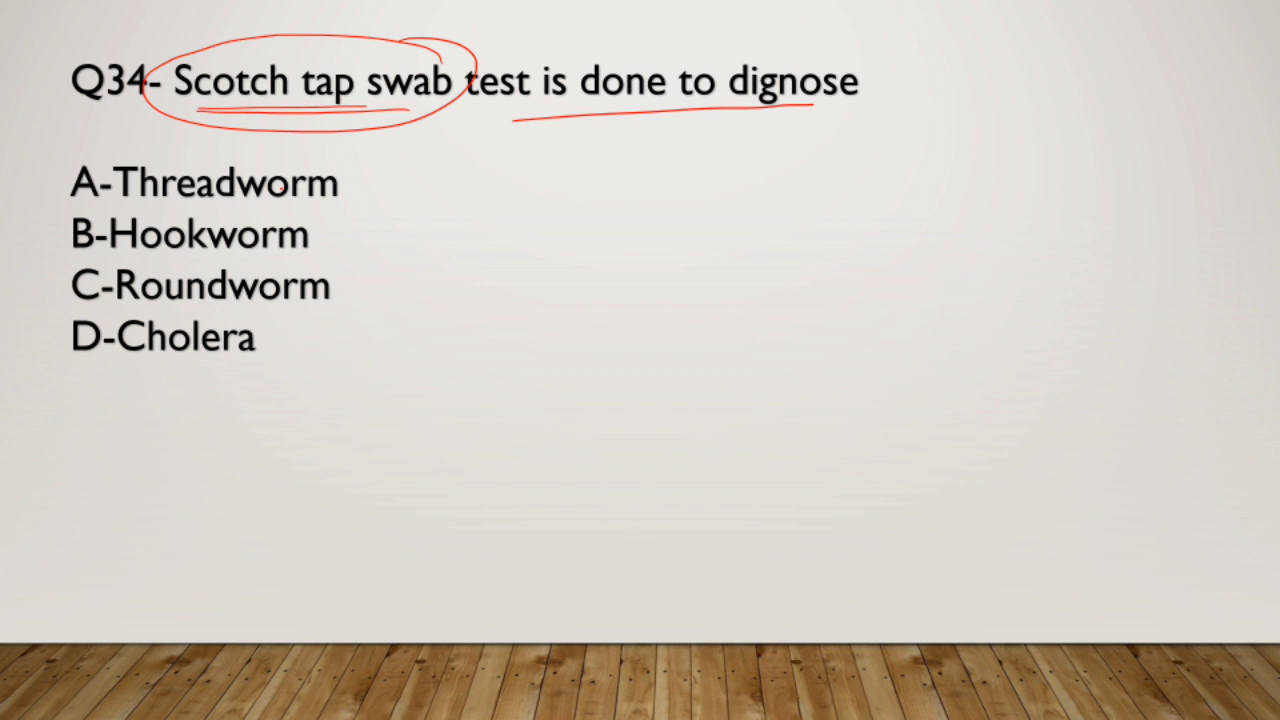 Q34- Scotch tap swab test is done to dignose
A-Threadworm
B-Hookworm
C-Roundworm
D-Cholera